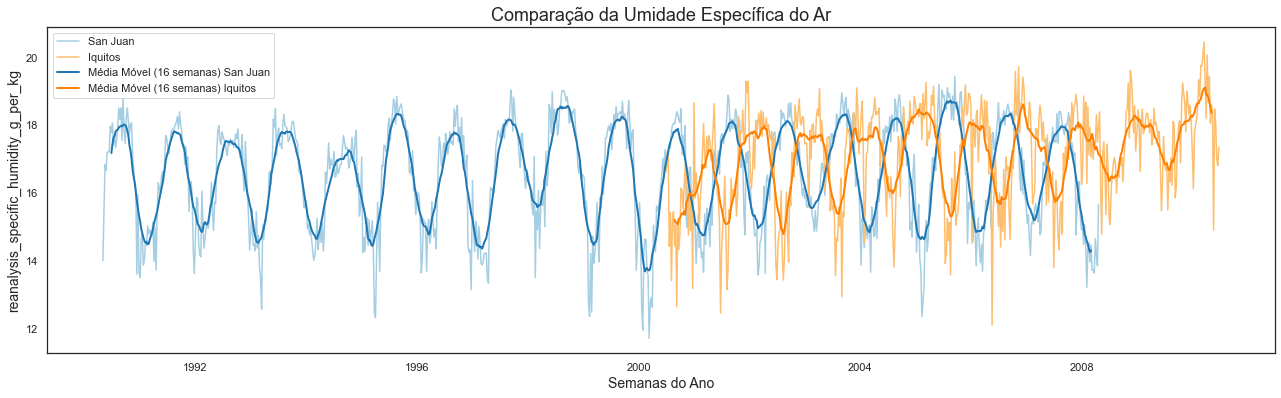 Comparação da Umidade Específica do Ar
San Juan
Iquitos
Média Móvel (16 semanas) San Juan
Média Móvel (16 semanas) Iquitos
reanalysis_specific_humidity_g_per_kg
20
18
16
14
12
1992 1996 2000 2004 2008
Semanas do Ano